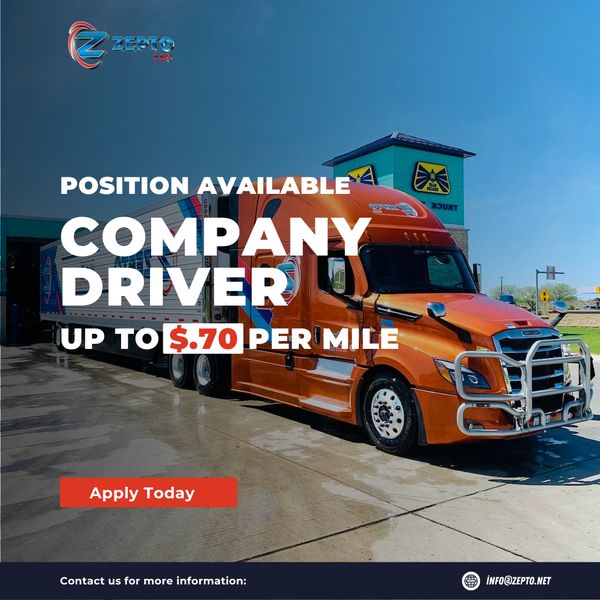 ZEPTO
LLC
POSITION AVAILABLE
COMPANY
DRIVER
UP TO $.70 PER MILE
Apply Today
Contact us for more information:
INFO@ZEPTO.NET